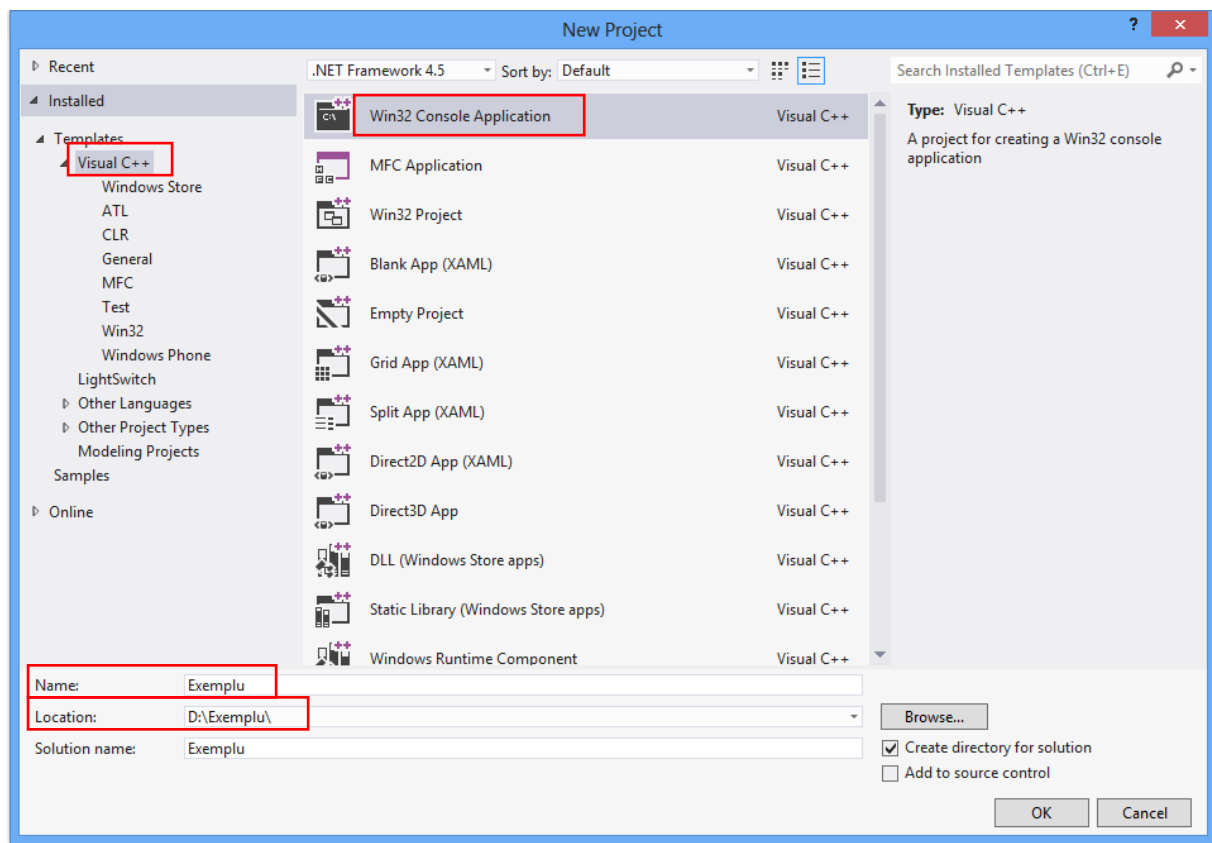 New Project
?
Recent
Installed
Templates
Visual C++
Windows Store
ATL
CLR
General
MFC
Test
Win32
Windows Phone
LightSwitch
Other Languages
Other Project Types
Modeling Projects
Samples
Online
.NET Framework 4.5
Sort by: Default
C:\
Win32 Console Application Visual C++
MFC Application Visual C++
Win32 Project Visual C++
Blank App (XAML) Visual C++
Empty Project Visual C++
Grid App (XAML) Visual C++
Split App (XAML) Visual C++
Direct2D App (XAML) Visual C++
Direct3D App Visual C++
DLL (Windows Store apps) Visual C++
Static Library (Windows Store apps) Visual C++
Windows Runtime Component Visual C++
Search Installed Templates (Ctrl+E)
Type: Visual C++
A project for creating a Win32 console
application
Name: Exemplu
Location: D:\Exemplu\
Browse...
Solution name: Exemplu
Create directory for solution
Add to source control
OK
Cancel